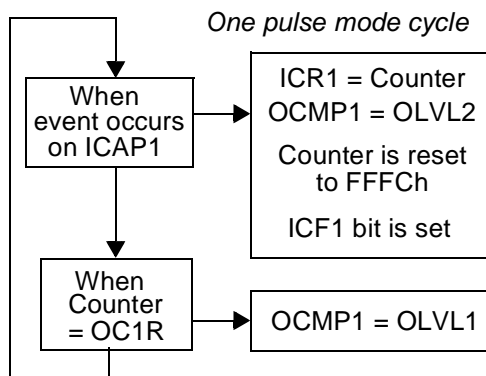 One pulse mode cycle
When
event occurs
on ICAP1
ICR1 = Counter
OCMP1 = OLVL2
Counter is reset
to FFFCh
ICF1 bit is set
When
Counter
= OC1R
OCMP1 = OLVL1